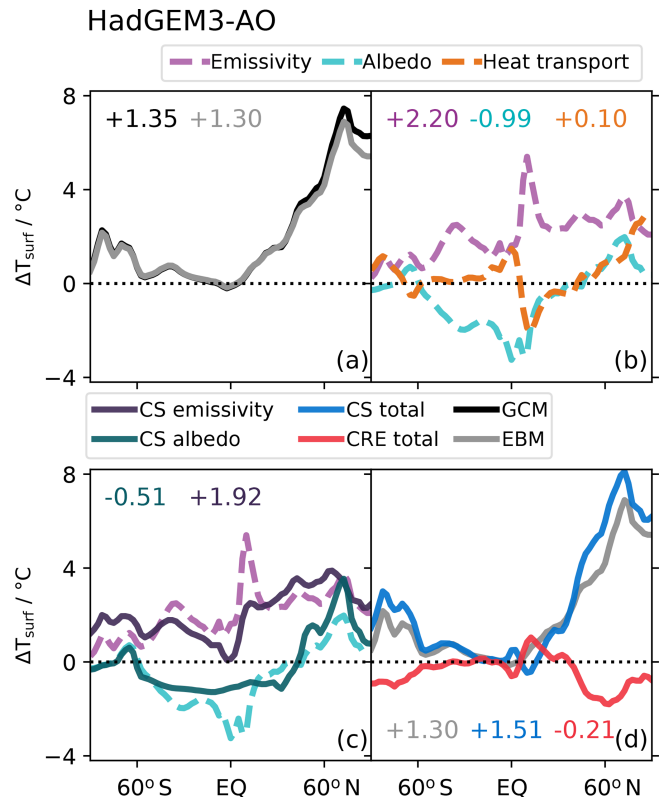 HadGEM3-AO
Emissivity Albedo Heat transport
8
4
0
−4
ΔTsurf / °C
+1.35 +1.30
(a)
+2.20 -0.99 +0.10
(b)
CS emissivity CS total GCM
CS albedo CRE total EBM
8
4
0
−4
ΔTsurf / °C
-0.51 +1.92
(c)
+1.30 +1.51 -0.21
(d)
60°S EQ 60°N 60°S EQ 60°N